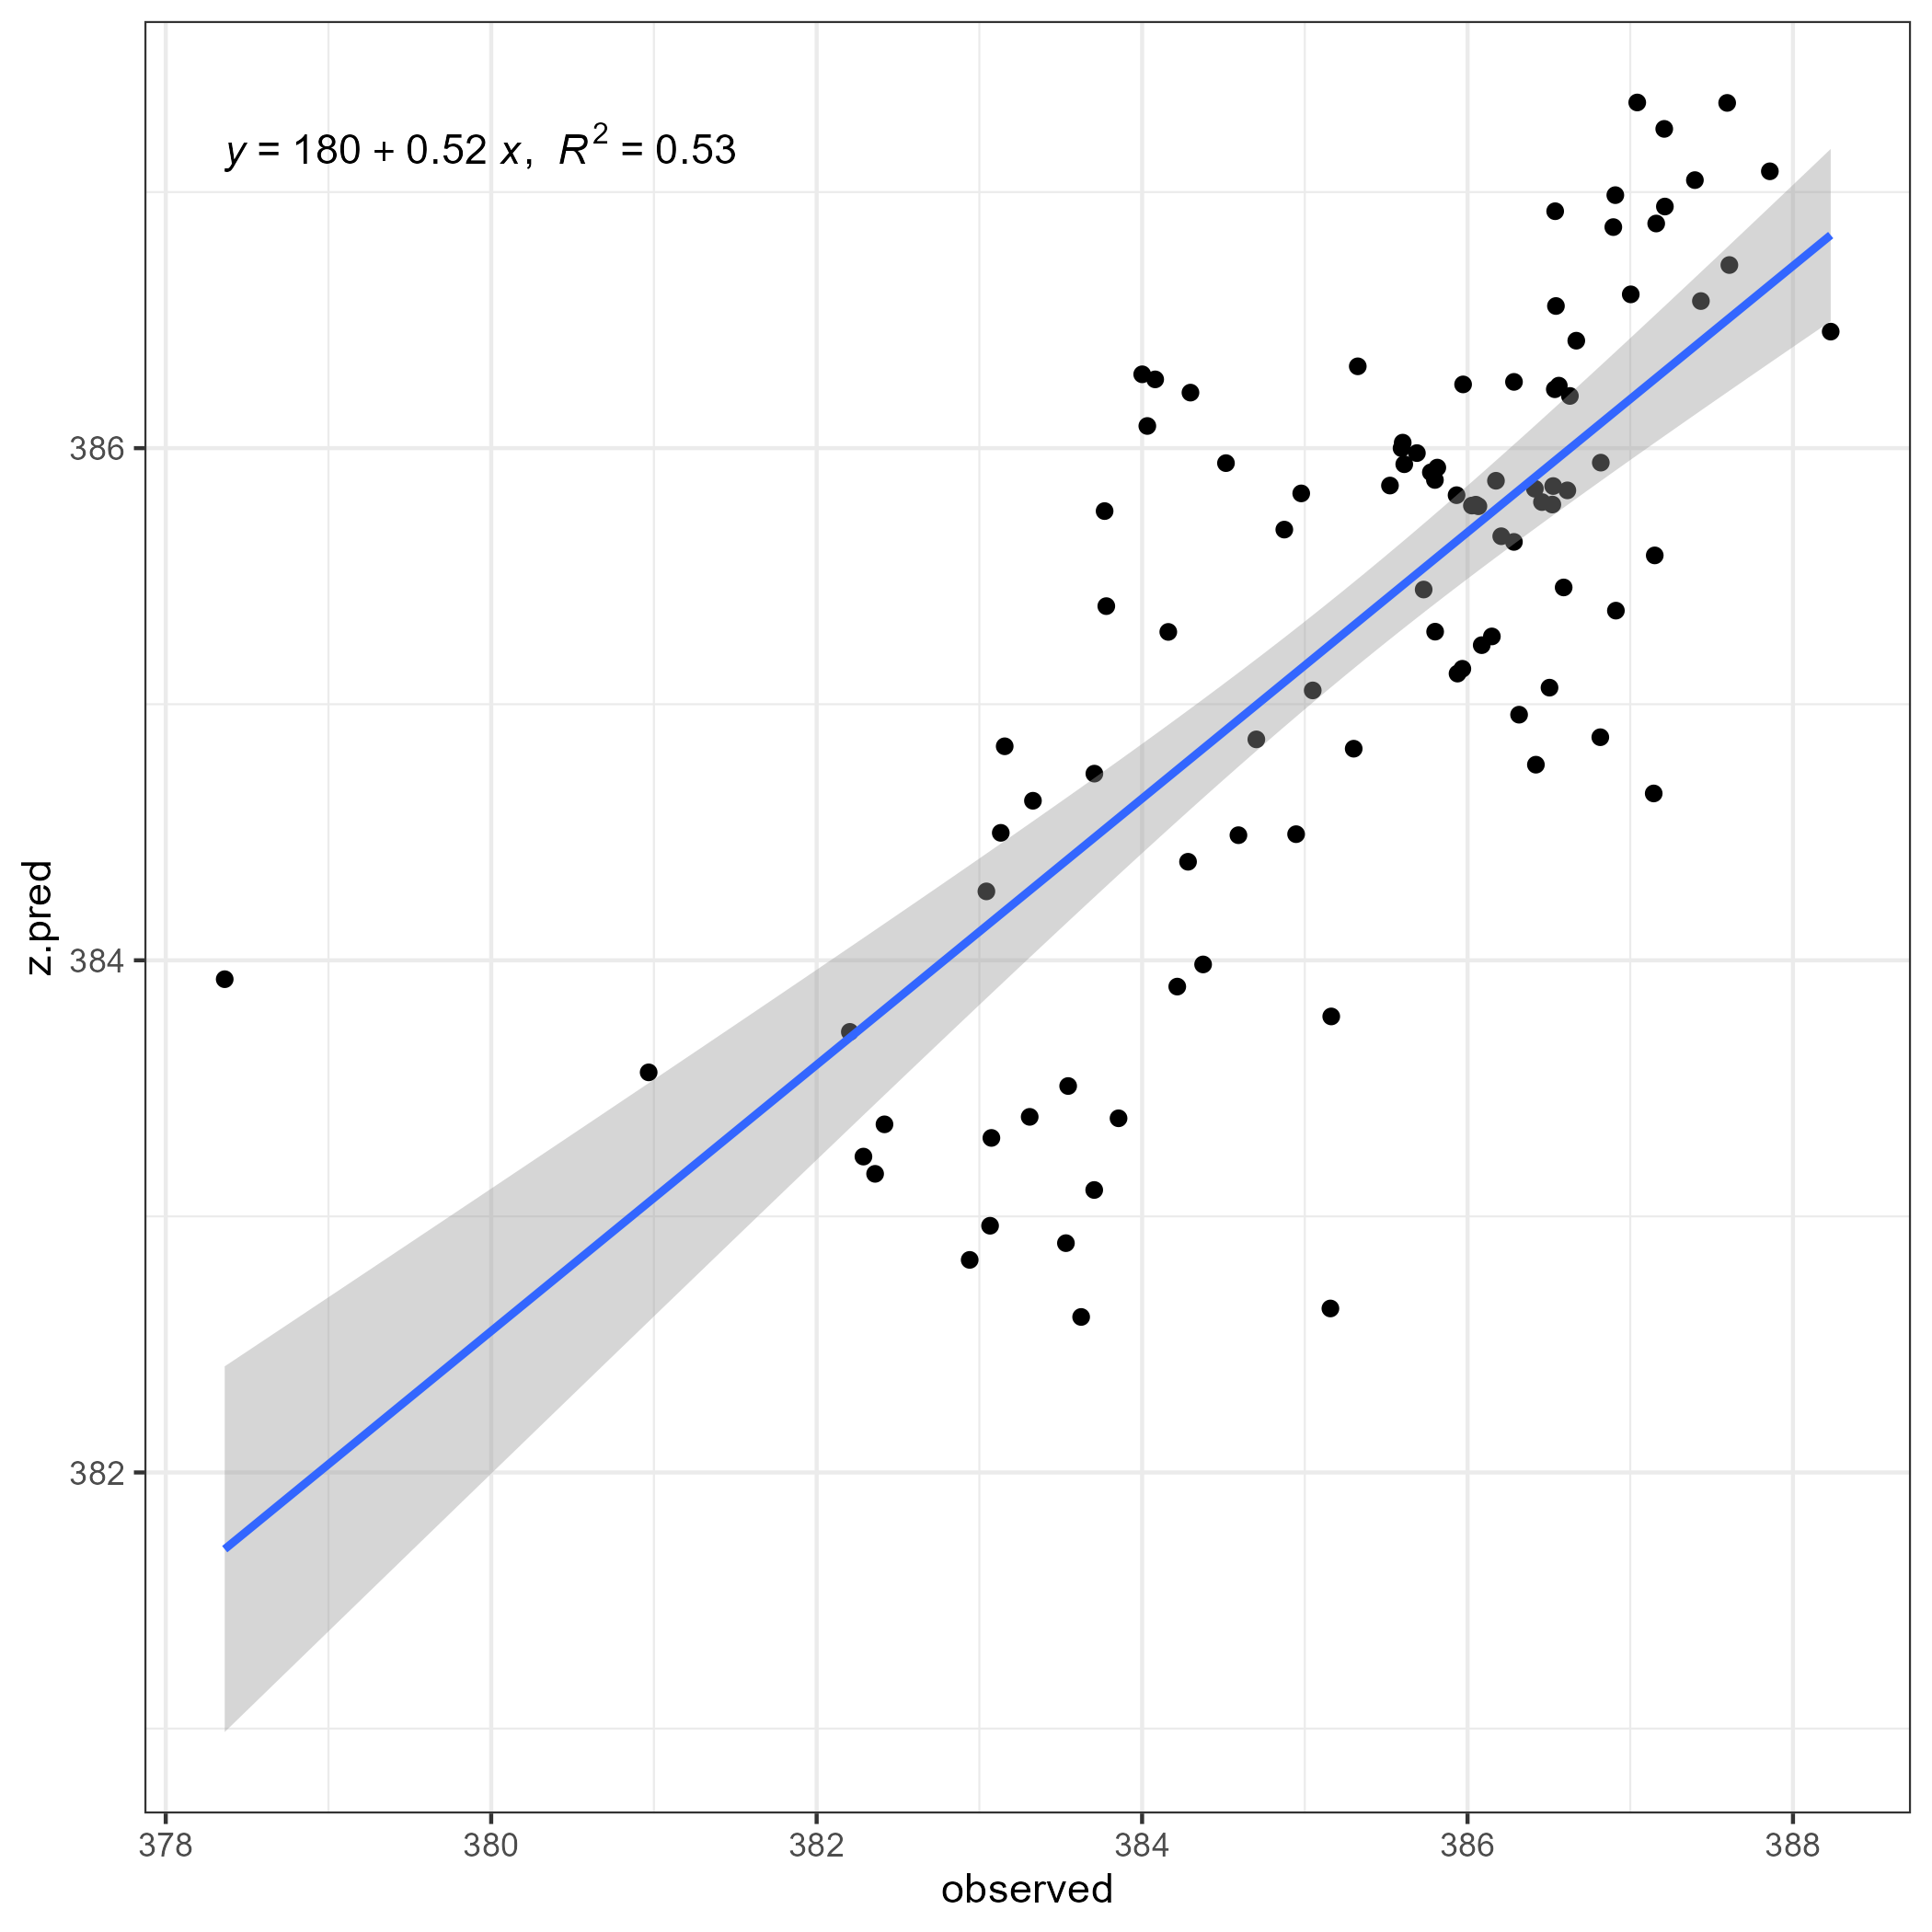 y = 180 + 0.52 x, R² = 0.53
z.pred
386
384
382
378 380 382 384 386 388
observed